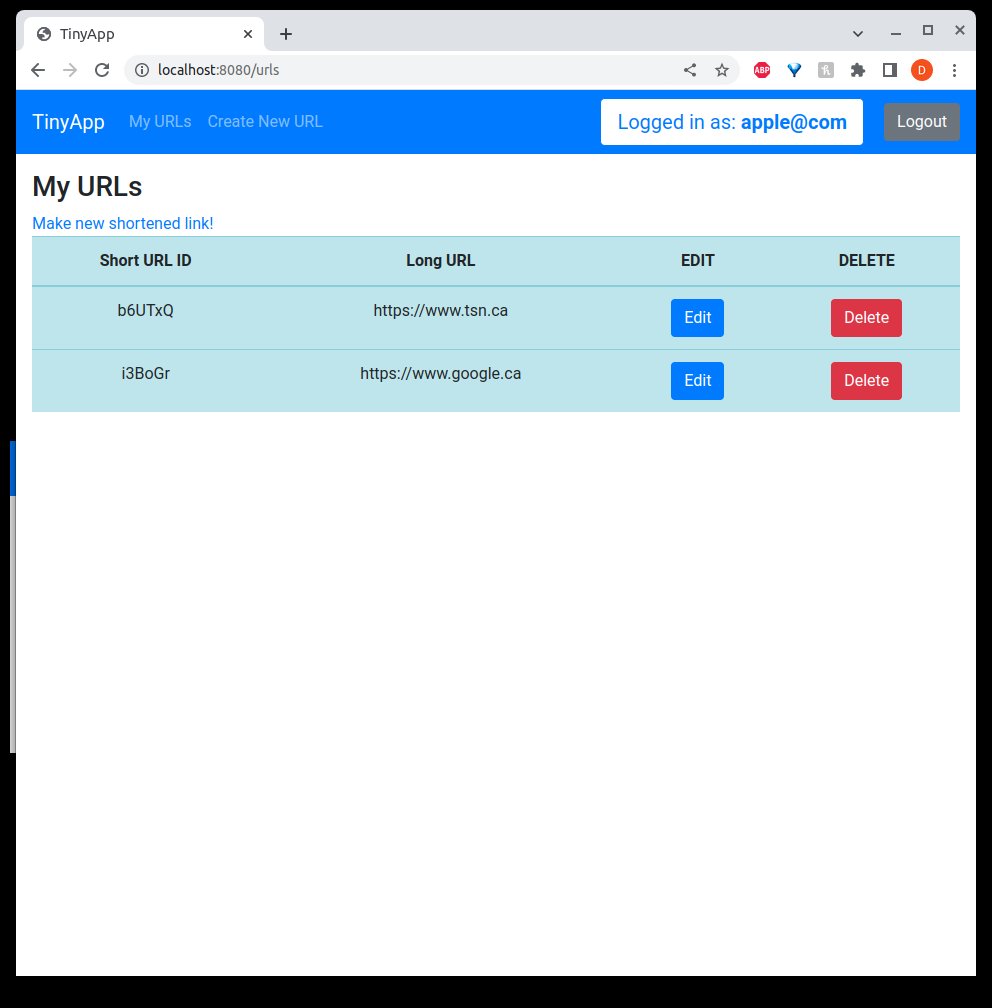 TinyApp
localhost:8080/urls
ABP
D
TinyApp My URLs Create New URL Logged in as: apple@com Logout
My URLs
Make new shortened link!
Short URL ID Long URL EDIT DELETE
b6UTxQ https://www.tsn.ca Edit Delete
i3BoGr https://www.google.ca Edit Delete